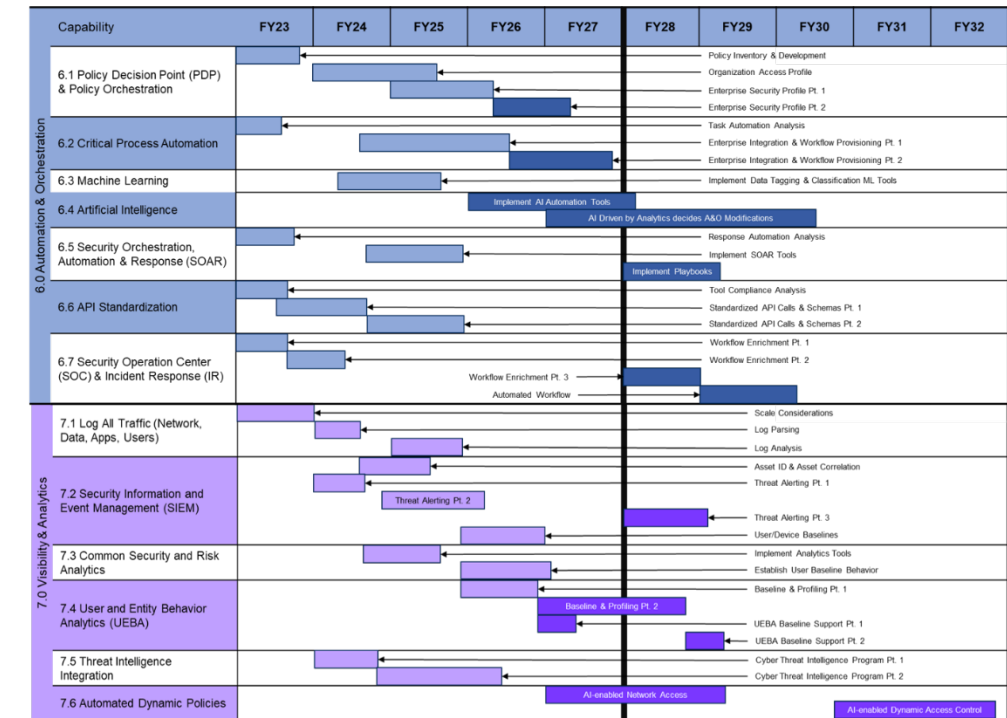 Capability FY23 FY24 FY25 FY26 FY27 FY28 FY29 FY30 FY31 FY32
6.0 Automation & Orchestration
6.1 Policy Decision Point (PDP)
& Policy Orchestration
Policy Inventory & Development
Organization Access Profile
Enterprise Security Profile Pt. 1
Enterprise Security Profile Pt. 2
6.2 Critical Process Automation
Task Automation Analysis
Enterprise Integration & Workflow Provisioning Pt. 1
Enterprise Integration & Workflow Provisioning Pt. 2
6.3 Machine Learning
Implement Data Tagging & Classification ML Tools
6.4 Artificial Intelligence
Implement AI Automation Tools
AI Driven by Analytics decides A&O Modifications
6.5 Security Orchestration,
Automation & Response (SOAR)
Response Automation Analysis
Implement SOAR Tools
Implement Playbooks
6.6 API Standardization
Tool Compliance Analysis
Standardized API Calls & Schemas Pt. 1
Standardized API Calls & Schemas Pt. 2
6.7 Security Operation Center
(SOC) & Incident Response (IR)
Workflow Enrichment Pt. 1
Workflow Enrichment Pt. 2
Workflow Enrichment Pt. 3
Automated Workflow
7.0 Visibility & Analytics
7.1 Log All Traffic (Network,
Data, Apps, Users)
Scale Considerations
Log Parsing
Log Analysis
7.2 Security Information and
Event Management (SIEM)
Asset ID & Asset Correlation
Threat Alerting Pt. 1
Threat Alerting Pt. 2
Threat Alerting Pt. 3
User/Device Baselines
7.3 Common Security and Risk
Analytics
Implement Analytics Tools
Establish User Baseline Behavior
7.4 User and Entity Behavior
Analytics (UEBA)
Baseline & Profiling Pt. 1
Baseline & Profiling Pt. 2
UEBA Baseline Support Pt. 1
UEBA Baseline Support Pt. 2
7.5 Threat Intelligence
Integration
Cyber Threat Intelligence Program Pt. 1
Cyber Threat Intelligence Program Pt. 2
7.6 Automated Dynamic Policies
AI-enabled Network Access
AI-enabled Dynamic Access Control